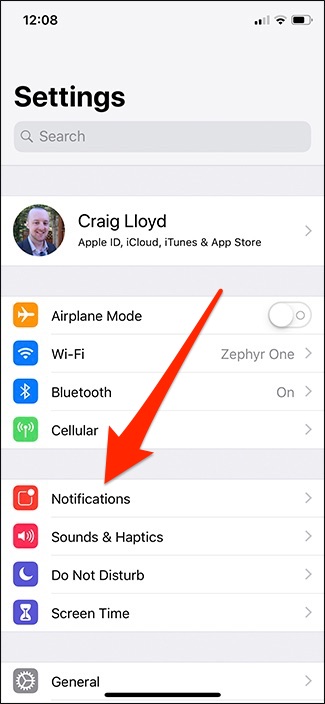 12:08
Settings
Search
Craig Lloyd
Apple ID, iCloud, iTunes & App Store
Airplane Mode
Wi-Fi Zephyr One
Bluetooth On
Cellular
Notifications
Sounds & Haptics
Do Not Disturb
Screen Time
General